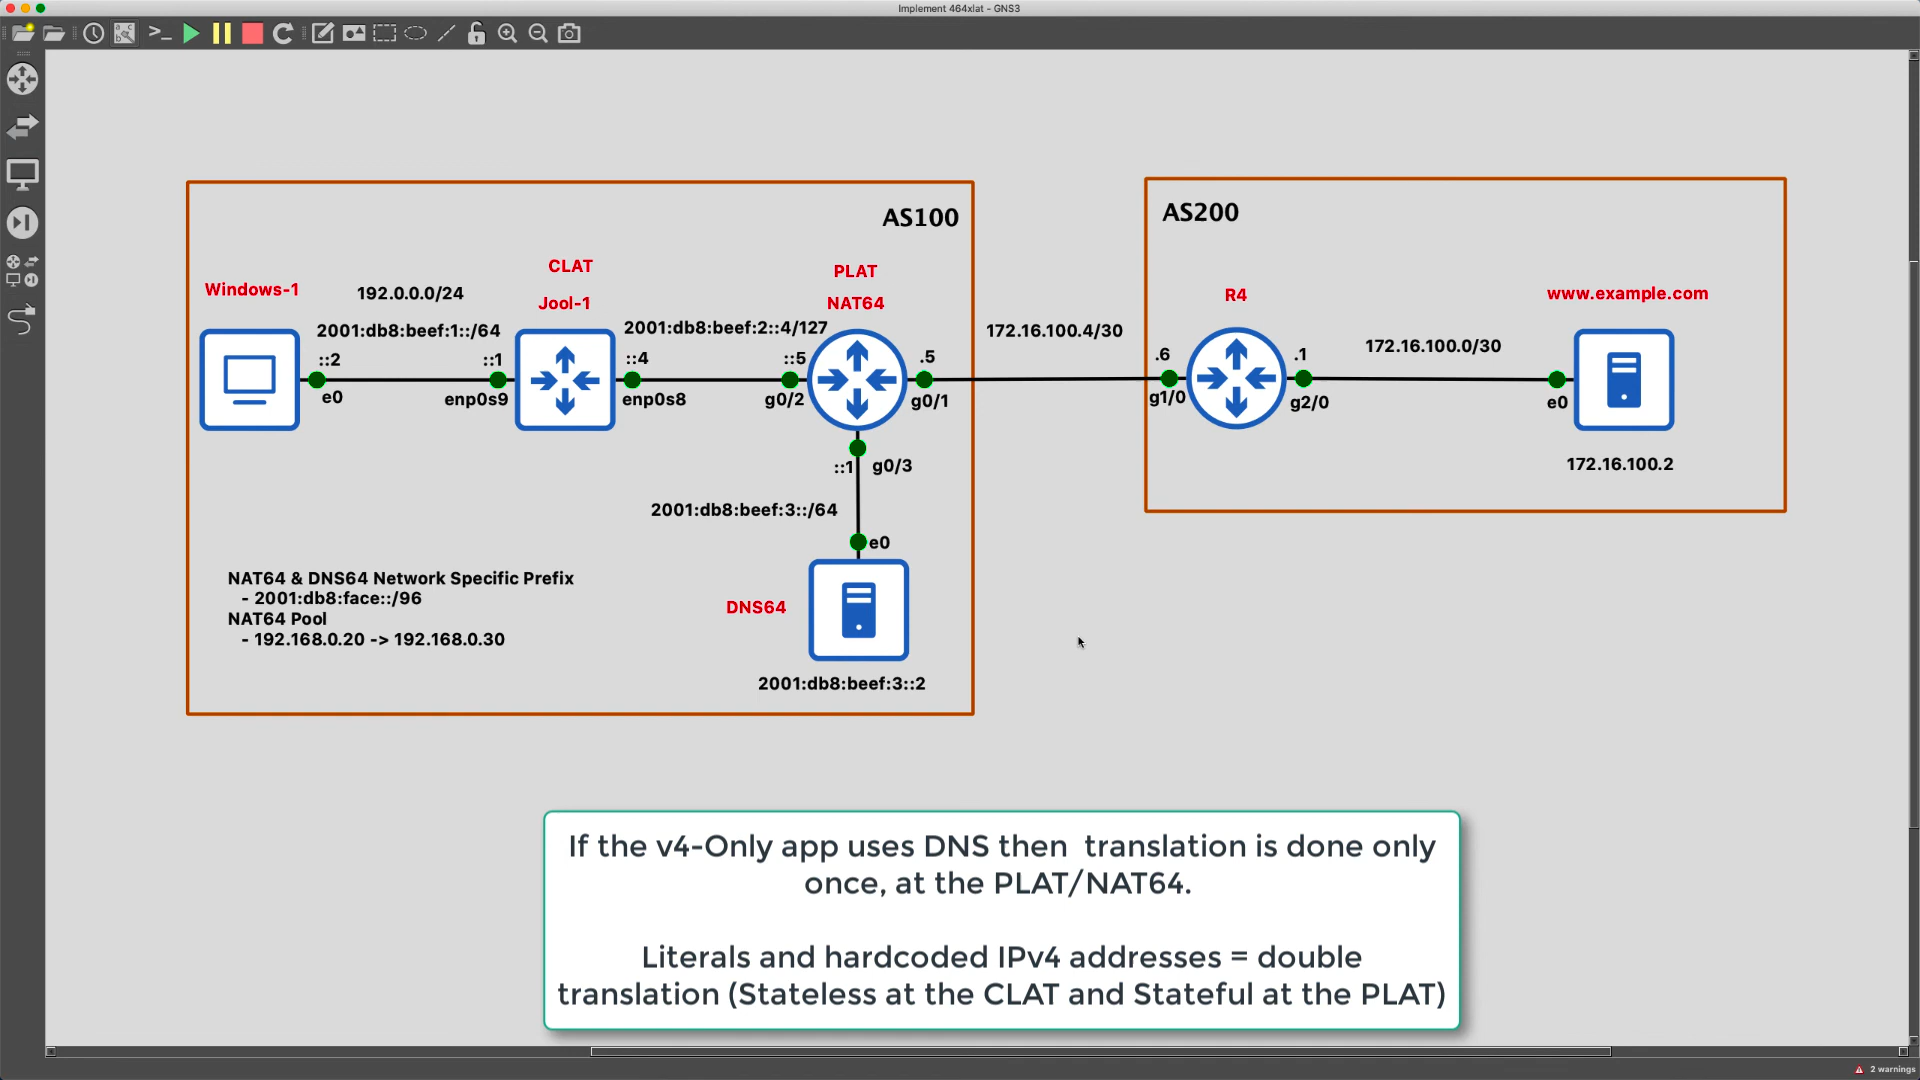 Implement 464xlat - GNS3
AS100
AS200
CLAT
PLAT
Windows-1
192.0.0.0/24
Jool-1
NAT64
R4
www.example.com
2001:db8:beef:1::/64
2001:db8:beef:2::4/127
172.16.100.4/30
172.16.100.0/30
::2
::1
::4
::5
.5
.6
.1
e0
enp0s9
enp0s8
g0/2
g0/1
g1/0
g2/0
e0
::1
g0/3
172.16.100.2
2001:db8:beef:3::/64
e0
NAT64 & DNS64 Network Specific Prefix
- 2001:db8:face::/96
NAT64 Pool
- 192.168.0.20 -> 192.168.0.30
DNS64
2001:db8:beef:3::2
If the v4-Only app uses DNS then  translation is done only
once, at the PLAT/NAT64.
Literals and hardcoded IPv4 addresses = double
translation (Stateless at the CLAT and Stateful at the PLAT)
2 warnings